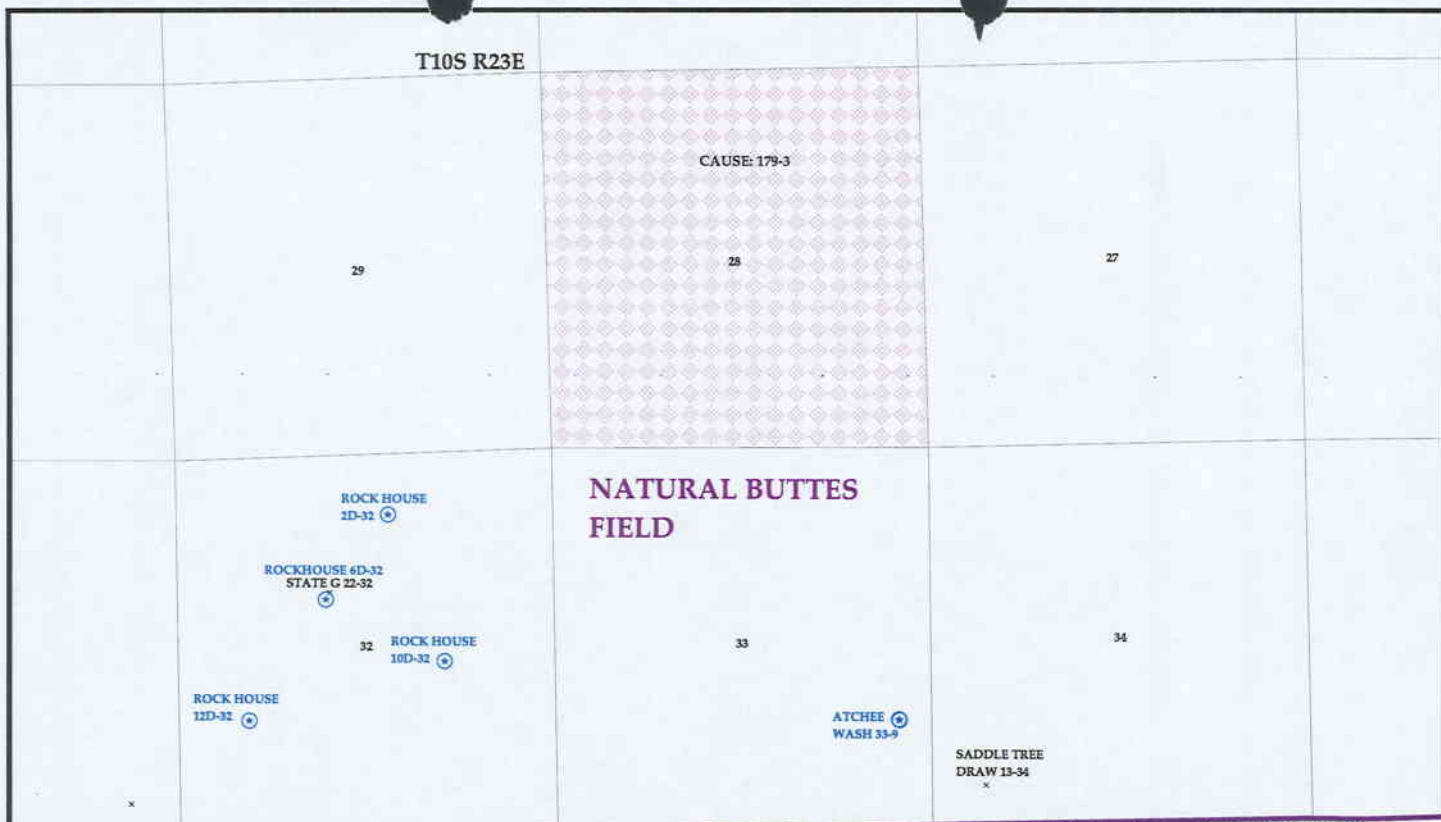 T10S R23E
CAUSE: 179-3
29
28
27
NATURAL BUTTES
FIELD
ROCK HOUSE
2D-32
ROCKHOUSE 6D-32
STATE G 22-32
32
ROCK HOUSE
10D-32
33
34
ROCK HOUSE
12D-32
ATCHEE
WASH 33-9
SADDLE TREE
DRAW 13-34